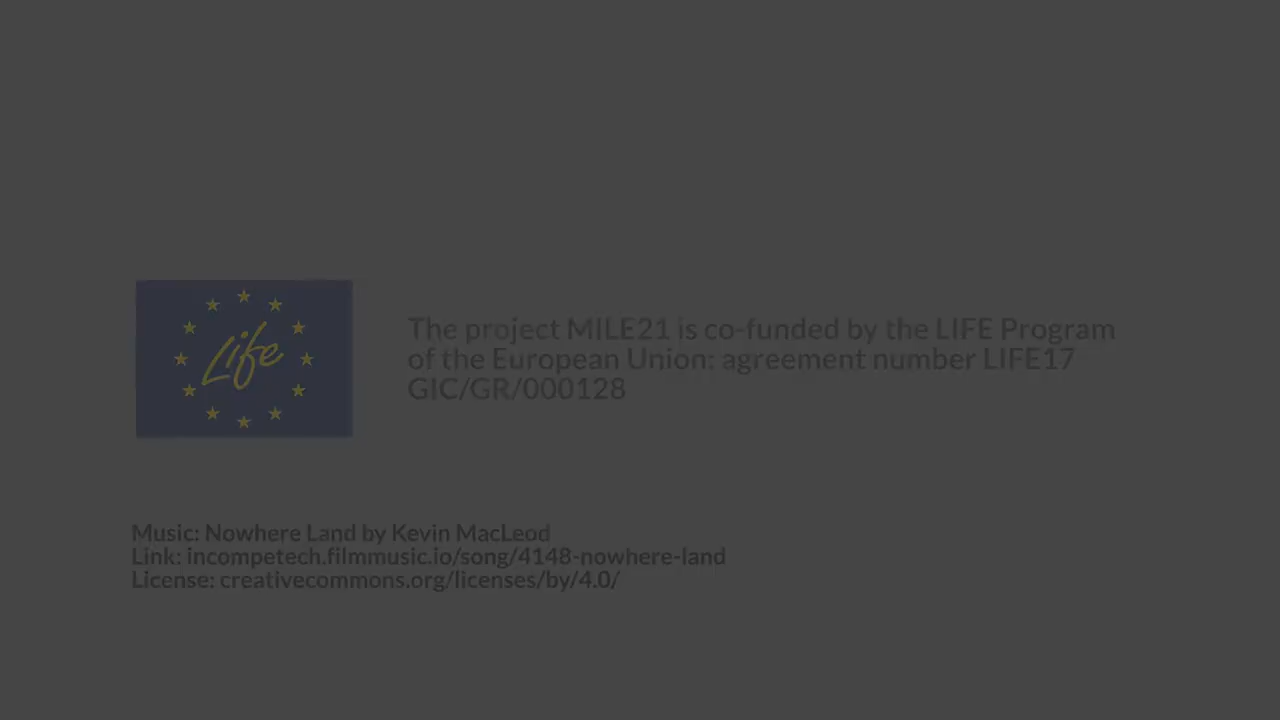 Life
The project MILE21 is co-funded by the LIFE Program
of the European Union: agreement number LIFE17
GIC/GR/000128
Music: Nowhere Land by Kevin MacLeod
Link: incompetech.filmmusic.io/song/4148-nowhere-land
License: creativecommons.org/licenses/by/4.0/